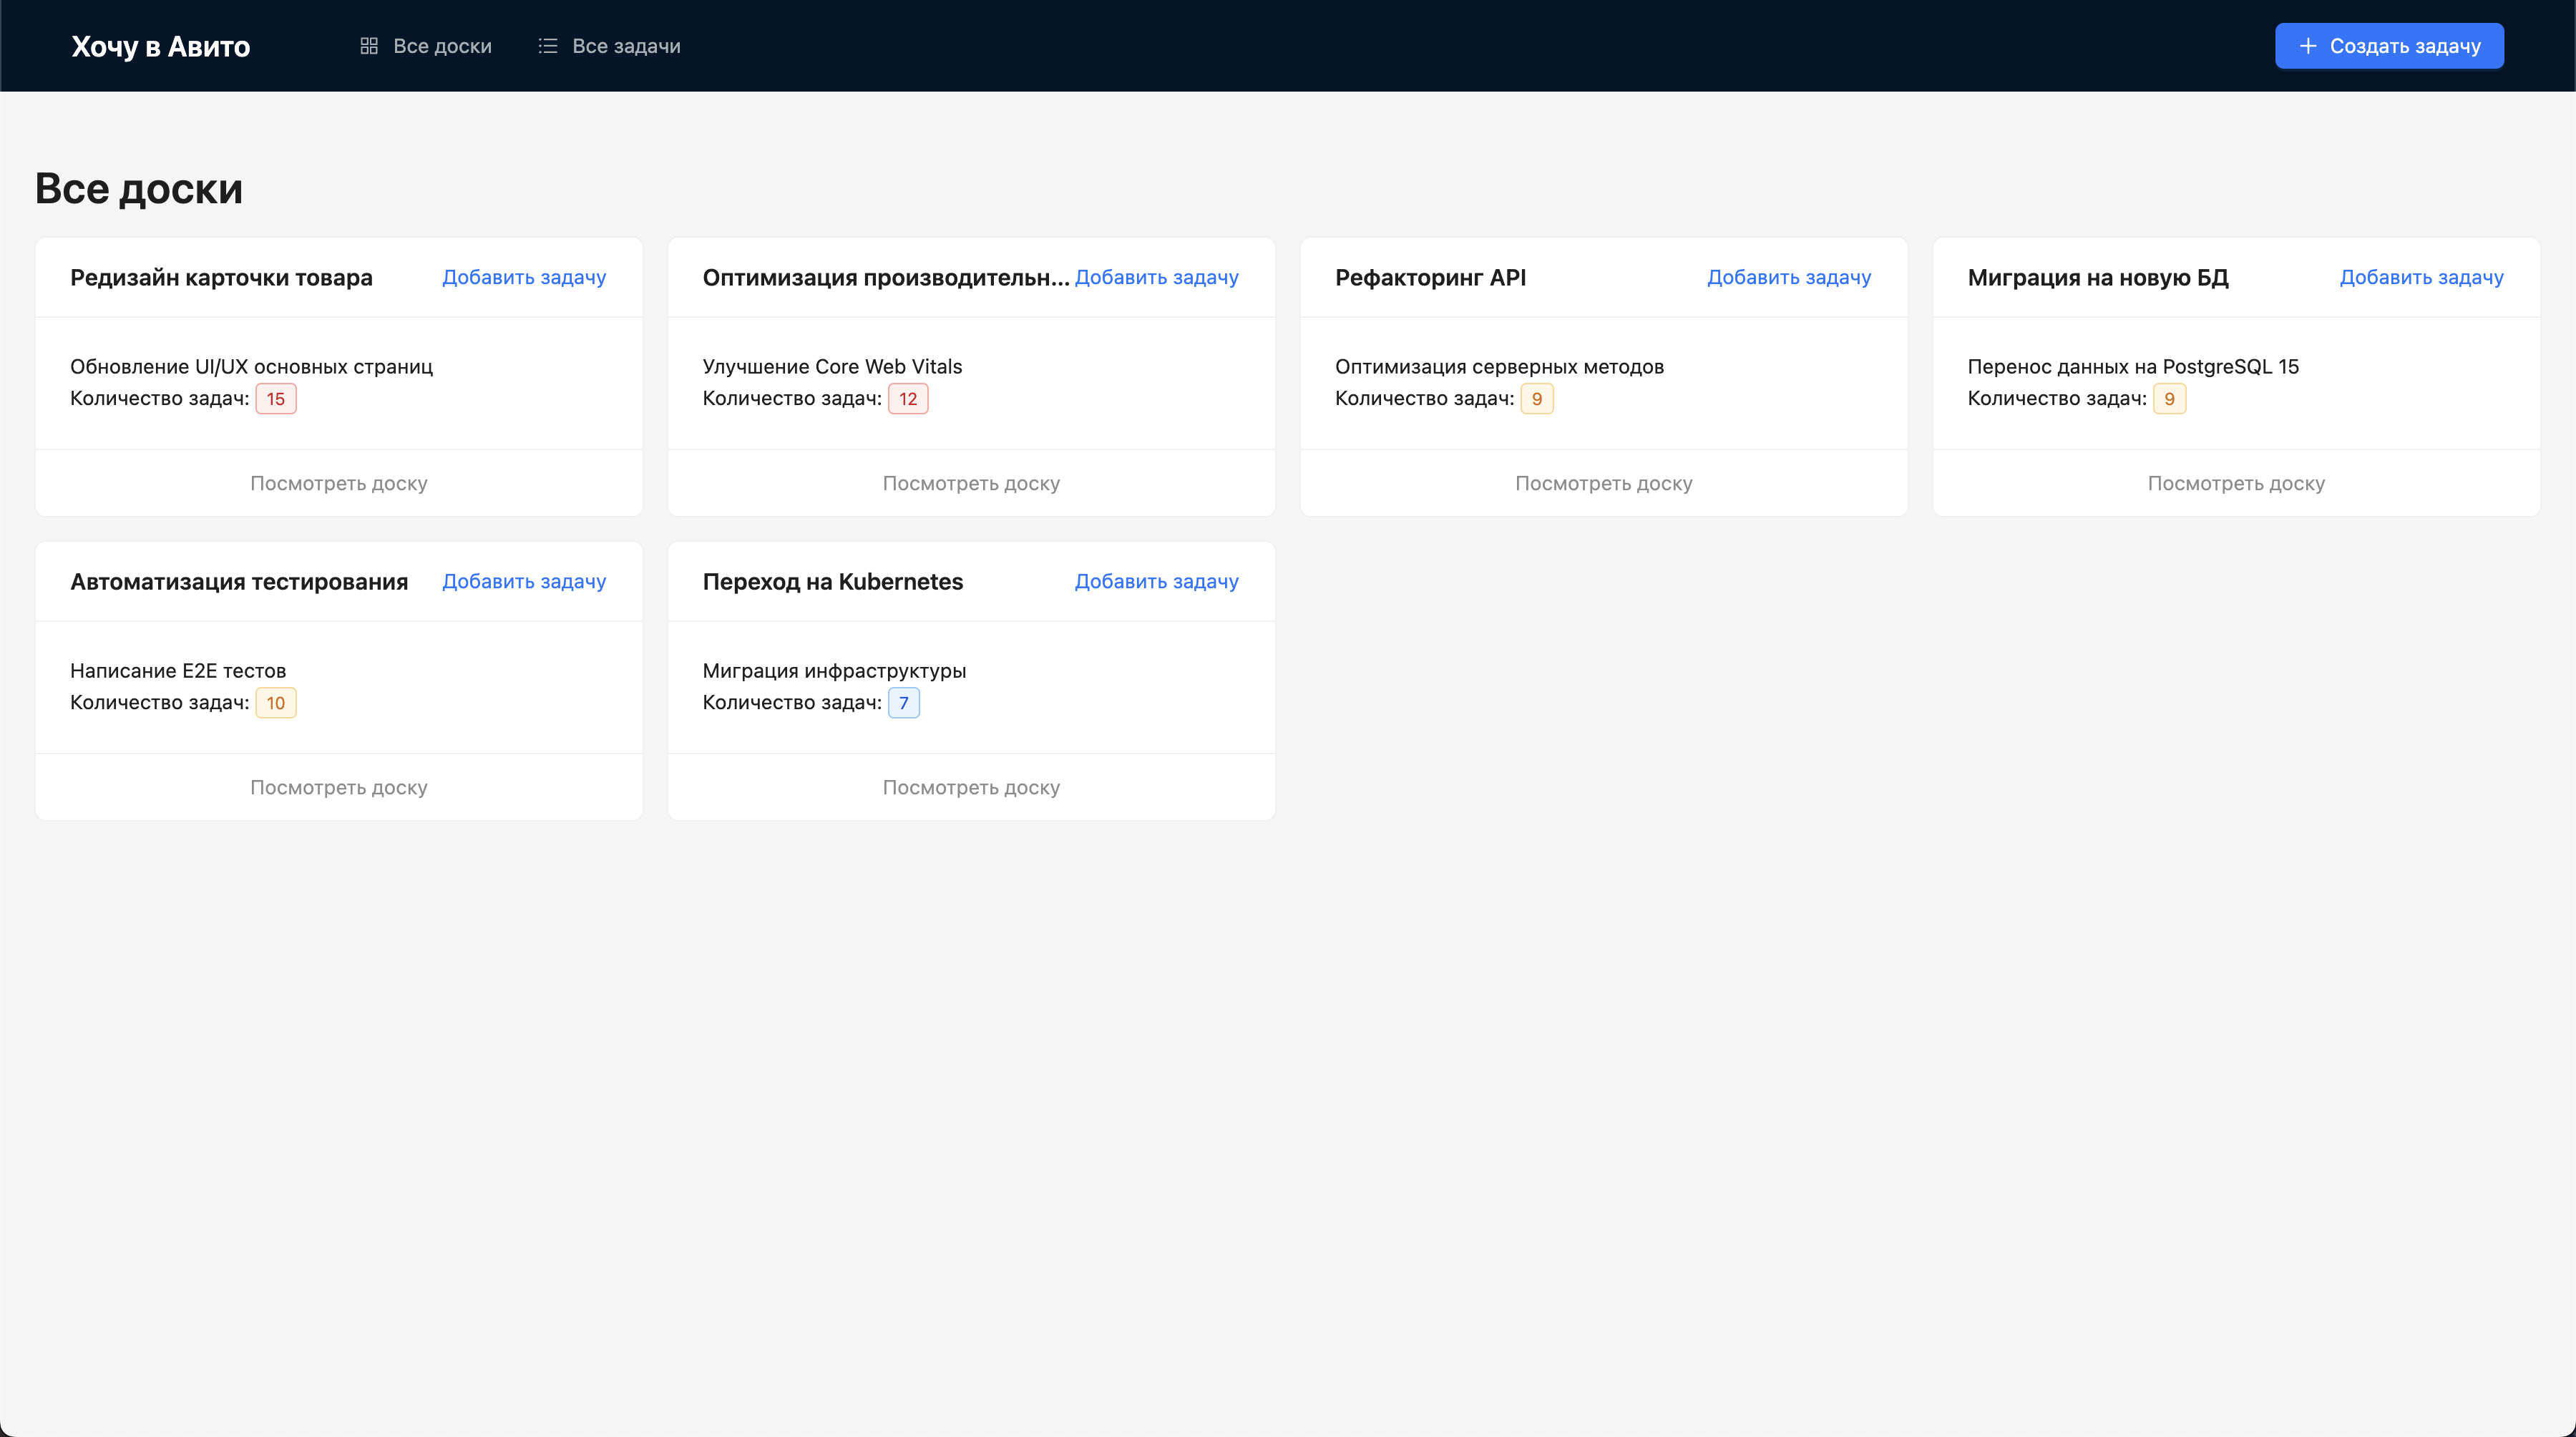 Хочу в Авито
Все доски
Все задачи
Создать задачу
Все доски
Редизайн карточки товара
Добавить задачу
Обновление UI/UX основных страниц
Количество задач: 15
Посмотреть доску
Оптимизация производительн...
Добавить задачу
Улучшение Core Web Vitals
Количество задач: 12
Посмотреть доску
Рефакторинг API
Добавить задачу
Оптимизация серверных методов
Количество задач: 9
Посмотреть доску
Миграция на новую БД
Добавить задачу
Перенос данных на PostgreSQL 15
Количество задач: 9
Посмотреть доску
Автоматизация тестирования
Добавить задачу
Написание E2E тестов
Количество задач: 10
Посмотреть доску
Переход на Kubernetes
Добавить задачу
Миграция инфраструктуры
Количество задач: 7
Посмотреть доску